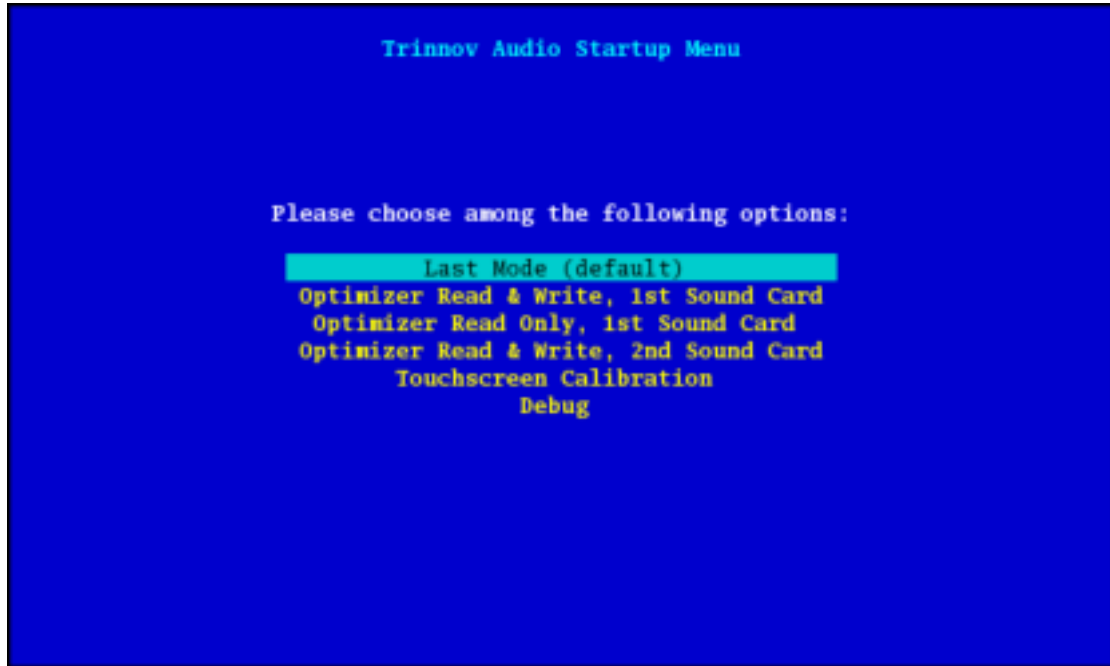 Trinnov Audio Startup Menu
Please choose among the following options:
Last Mode (default)
Optimizer Read & Write, 1st Sound Card
Optimizer Read Only, 1st Sound Card
Optimizer Read & Write, 2nd Sound Card
Touchscreen Calibration
Debug